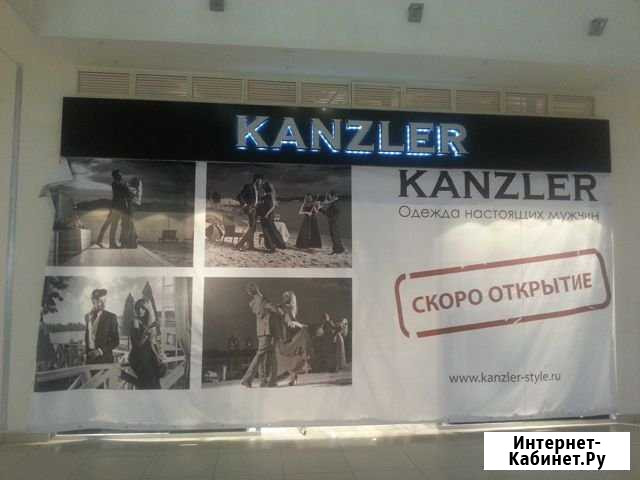 KANZLER
KANZLER
Одежда настоящих мужчин
СКОРО ОТКРЫТИЕ
www.kanzler-style.ru
Интернет-
Кабинет.Ру